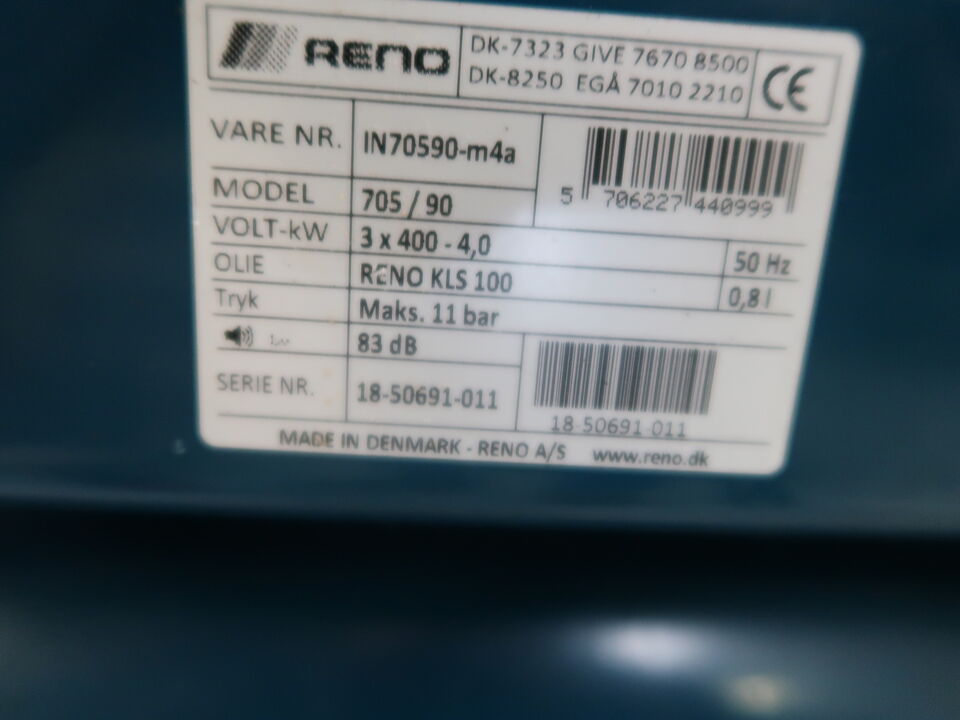 RENO
DK-7323 GIVE 7670 8500
DK-8250 EGÅ 7010 2210
CE
VARE NR. IN70590-m4a
5 706227 440999
MODEL 705 / 90
VOLT-kW 3 x 400 - 4,0 50 Hz
OLIE RENO KLS 100 0,8 l
Tryk Maks. 11 bar
83 dB
SERIE NR. 18-50691-011
18-50691-011
MADE IN DENMARK - RENO A/S www.reno.dk